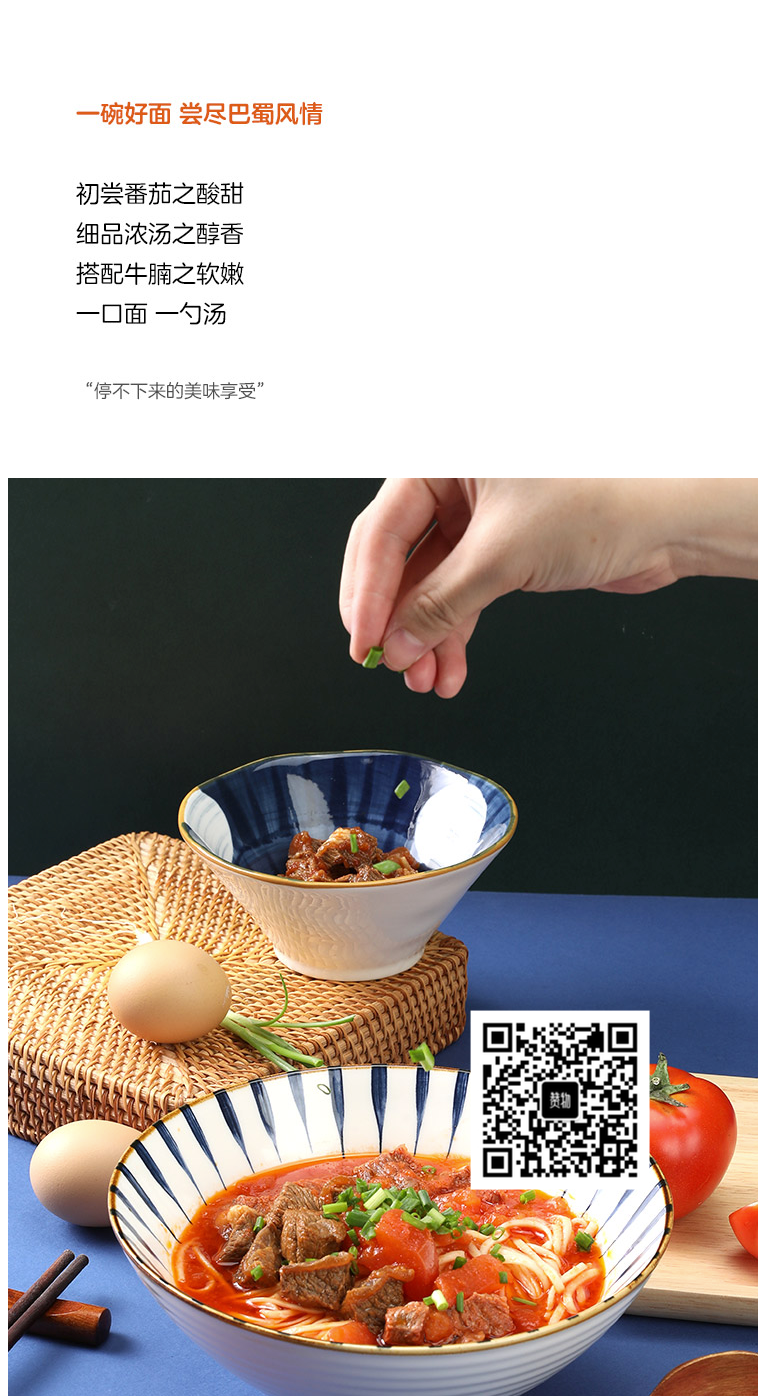 一碗好面 尝尽巴蜀风情
初尝番茄之酸甜
细品浓汤之醇香
搭配牛腩之软嫩
一口面 一勺汤
“停不下来的美味享受”
赞物